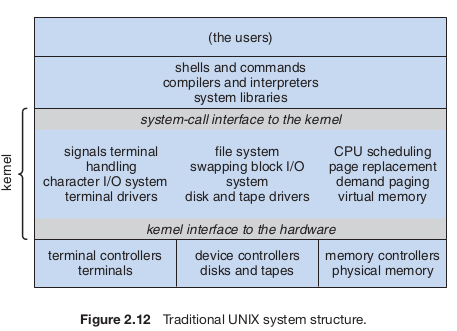 (the users)
shells and commands
compilers and interpreters
system libraries
system-call interface to the kernel
kernel
signals terminal
handling
character I/O system
terminal drivers
file system
swapping block I/O
system
disk and tape drivers
CPU scheduling
page replacement
demand paging
virtual memory
kernel interface to the hardware
terminal controllers
terminals
device controllers
disks and tapes
memory controllers
physical memory
Figure 2.12 Traditional UNIX system structure.